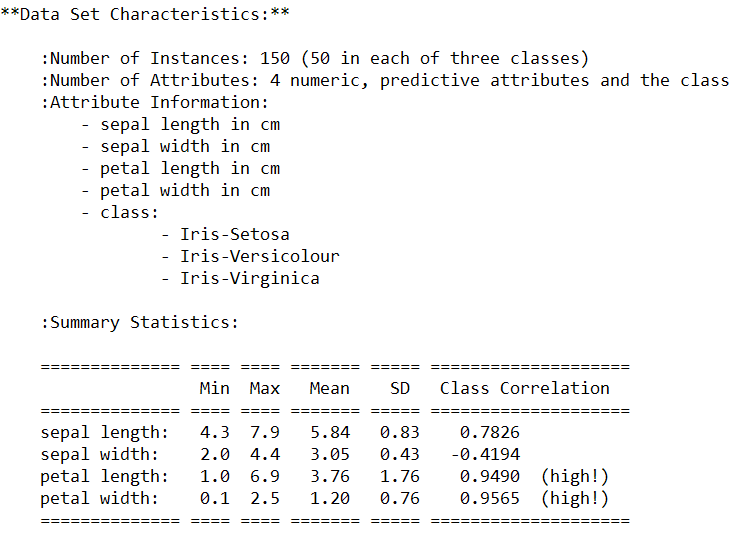 **Data Set Characteristics:**

    :Number of Instances: 150 (50 in each of three classes)
    :Number of Attributes: 4 numeric, predictive attributes and the class
    :Attribute Information:
        - sepal length in cm
        - sepal width in cm
        - petal length in cm
        - petal width in cm
        - class:
                - Iris-Setosa
                - Iris-Versicolour
                - Iris-Virginica

    :Summary Statistics:

    ============== ==== ==== ======= ===== =====================
                    Min  Max   Mean    SD   Class Correlation
    ============== ==== ==== ======= ===== =====================
    sepal length:   4.3  7.9   5.84  0.83    0.7826
    sepal width:    2.0  4.4   3.05  0.43   -0.4194
    petal length:   1.0  6.9   3.76  1.76    0.9490  (high!)
    petal width:    0.1  2.5   1.20  0.76    0.9565  (high!)
    ============== ==== ==== ======= ===== =====================